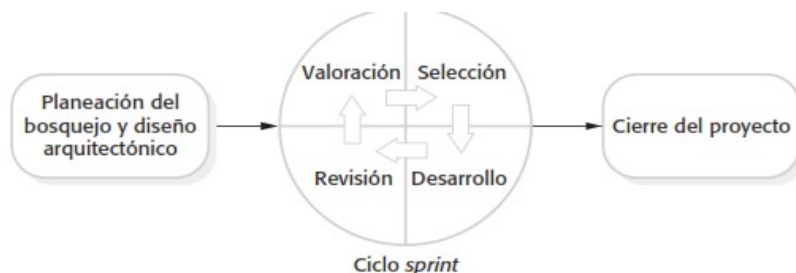 Planeación del
bosquejo y diseño
arquitectónico
Valoración
Selección
Revisión
Desarrollo
Cierre del proyecto
Ciclo sprint